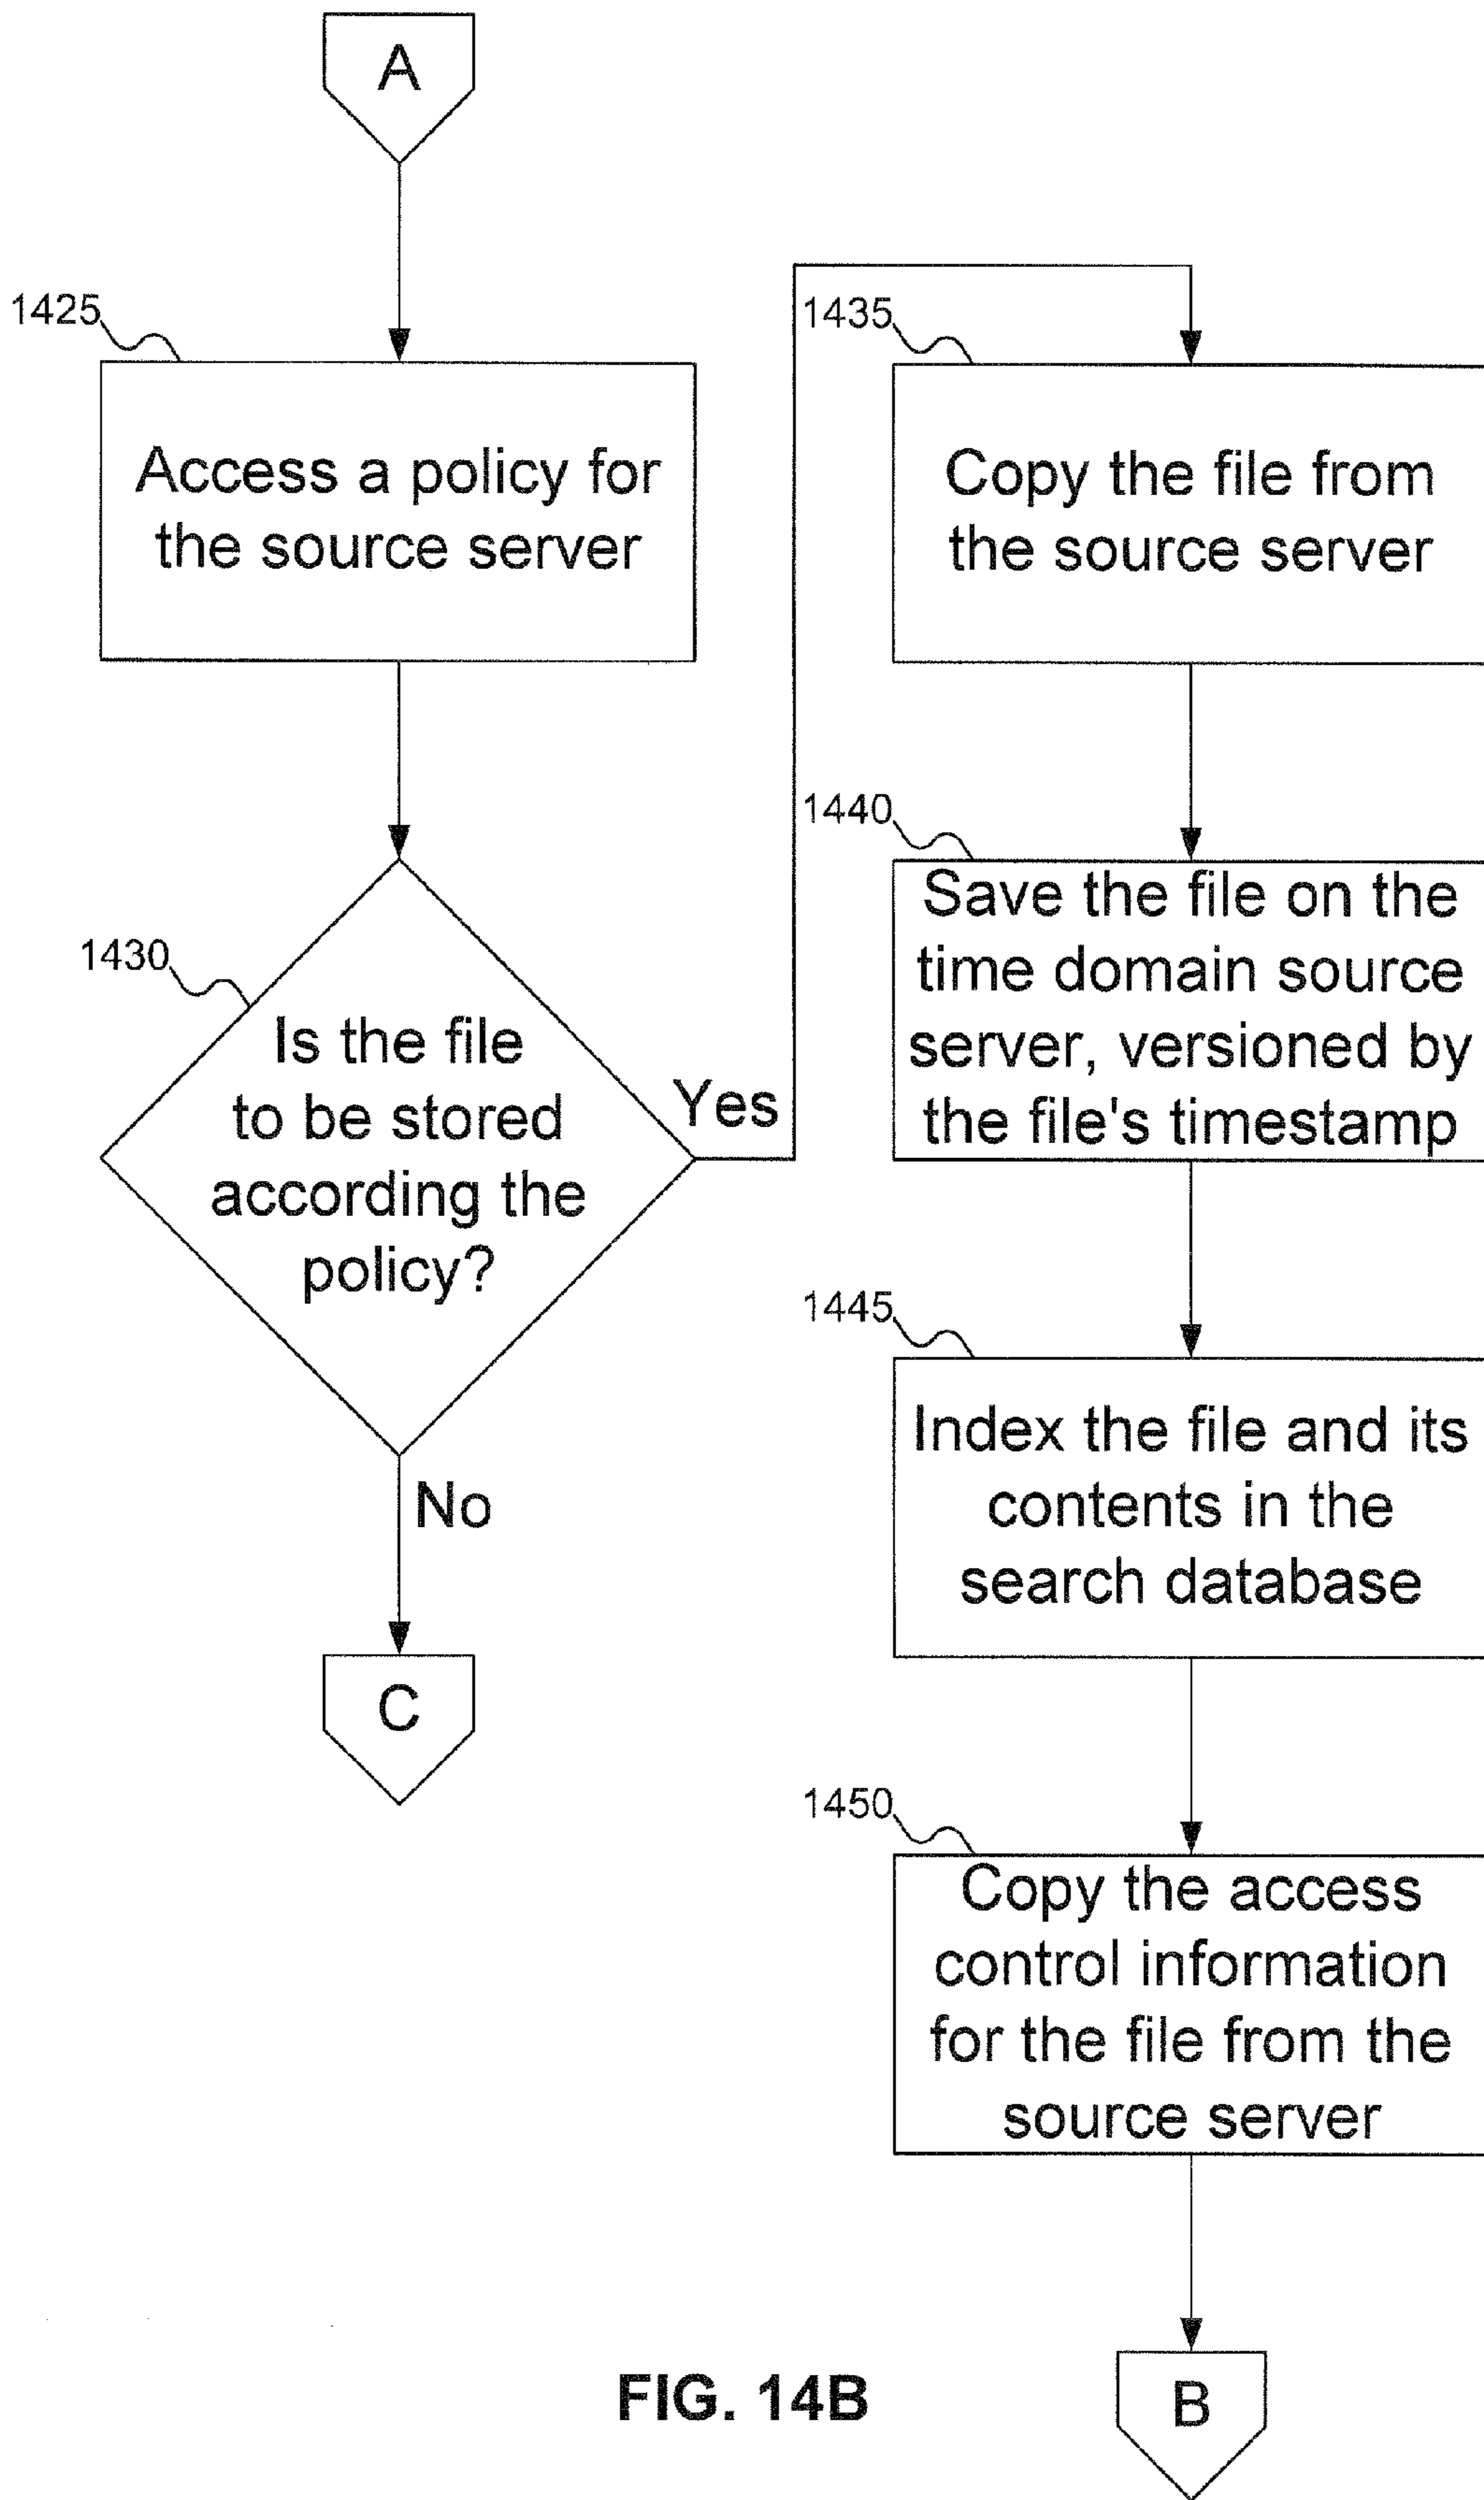 A
1425
Access a policy for
the source server
1430
Is the file
to be stored
according the
policy?
Yes
No
C
1435
Copy the file from
the source server
1440
Save the file on the
time domain source
server, versioned by
the file's timestamp
1445
Index the file and its
contents in the
search database
1450
Copy the access
control information
for the file from the
source server
B
FIG. 14B